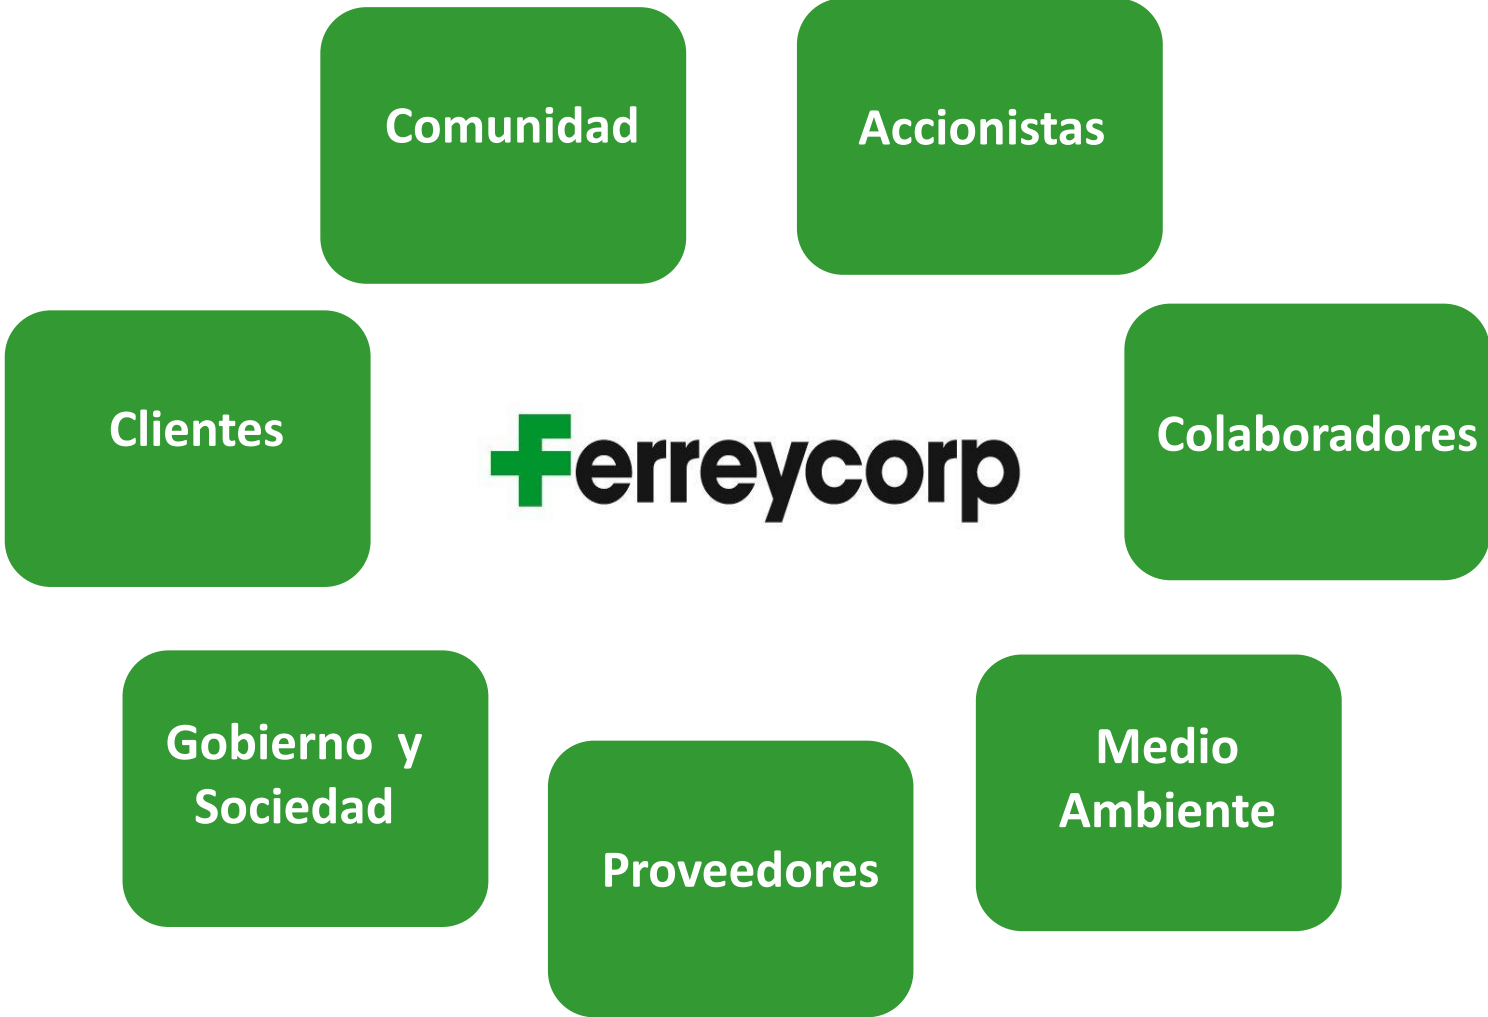 Comunidad
Accionistas
Clientes
Ferreycorp
Colaboradores
Gobierno y
Sociedad
Medio
Ambiente
Proveedores